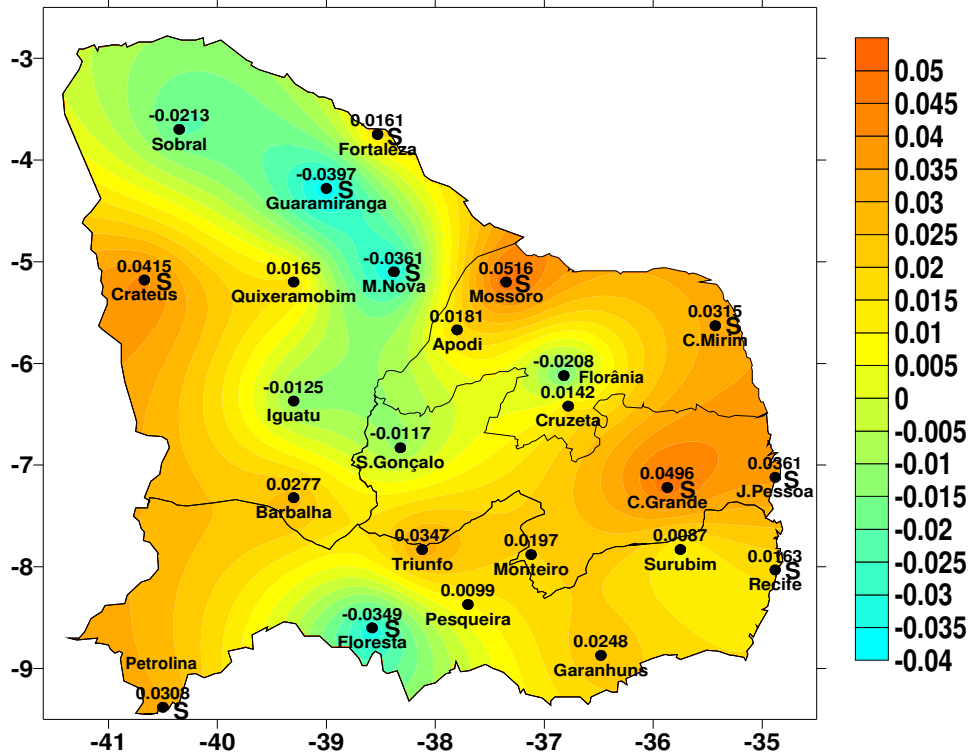 -3
-4
-5
-6
-7
-8
-9
-41
-40
-39
-38
-37
-36
-35
-0.0213
Sobral
0.0161
S
Fortaleza
-0.0397
S
Guaramiranga
-0.0361
S
M.Nova
0.0415
S
Crateus
0.0165
Quixeramobim
0.0516
S
Mossoro
0.0181
Apodi
0.0315
S
C.Mirim
-0.0208
Florânia
0.0142
Cruzeta
-0.0125
Iguatu
-0.0117
S.Gonçalo
0.0277
Barbalha
0.0496
S
C.Grande
0.0361
S
J.Pessoa
0.0347
Triunfo
0.0197
Monteiro
0.0087
Surubim
0.0163
S
Recife
0.0099
Pesqueira
-0.0349
S
Floresta
0.0248
Garanhuns
Petrolina
0.0308
S
0.05
0.045
0.04
0.035
0.03
0.025
0.02
0.015
0.01
0.005
0
-0.005
-0.01
-0.015
-0.02
-0.025
-0.03
-0.035
-0.04